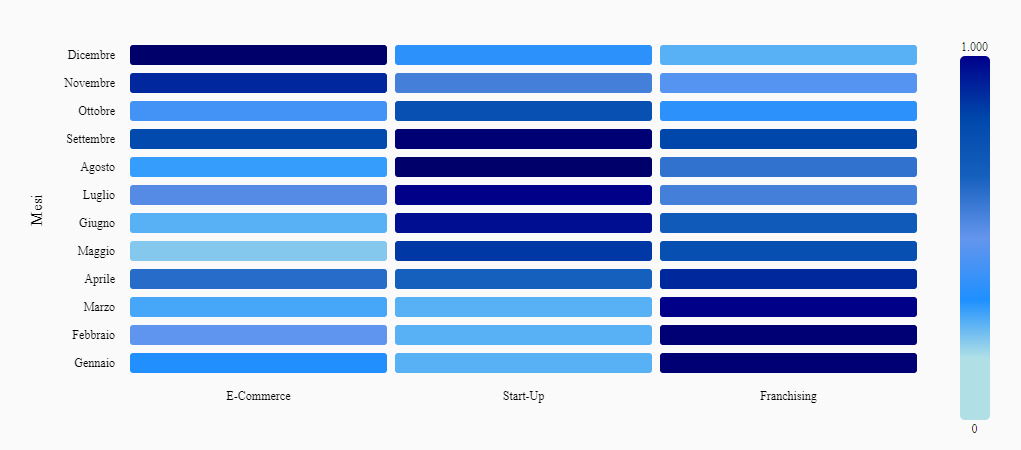 1.000
Dicembre
Novembre
Ottobre
Settembre
Agosto
Luglio
Giugno
Maggio
Aprile
Marzo
Febbraio
Gennaio
Mesi
E-Commerce
Start-Up
Franchising
0